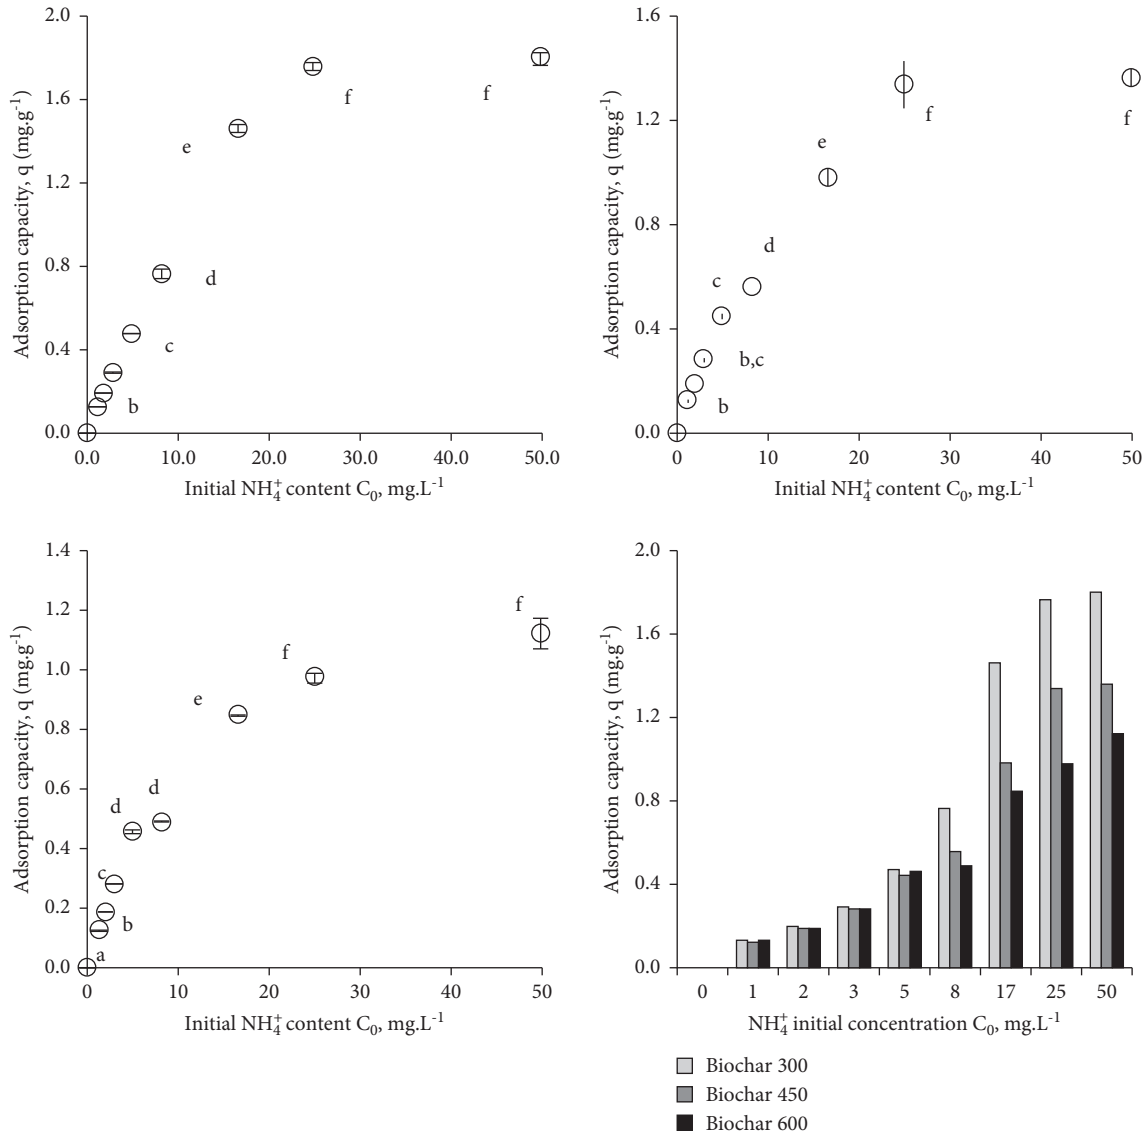 2.0
1.6
1.2
0.8
0.4
0.0
Adsorption capacity, q (mg.g-1)
b
c
d
e
f
f
0.0 10.0 20.0 30.0 40.0 50.0
Initial NH4+ content C0, mg.L-1
1.6
1.2
0.8
0.4
0.0
Adsorption capacity, q (mg.g-1)
b
b,c
c
d
e
f
f
0 10 20 30 40 50
Initial NH4+ content C0, mg.L-1
1.4
1.2
1.0
0.8
0.6
0.4
0.2
0.0
Adsorption capacity, q (mg.g-1)
a
b
c
d
d
e
f
f
0 10 20 30 40 50
Initial NH4+ content C0, mg.L-1
2.0
1.6
1.2
0.8
0.4
0.0
Adsorption capacity, q (mg.g-1)
0 1 2 3 5 8 17 25 50
NH4+ initial concentration C0, mg.L-1
Biochar 300
Biochar 450
Biochar 600